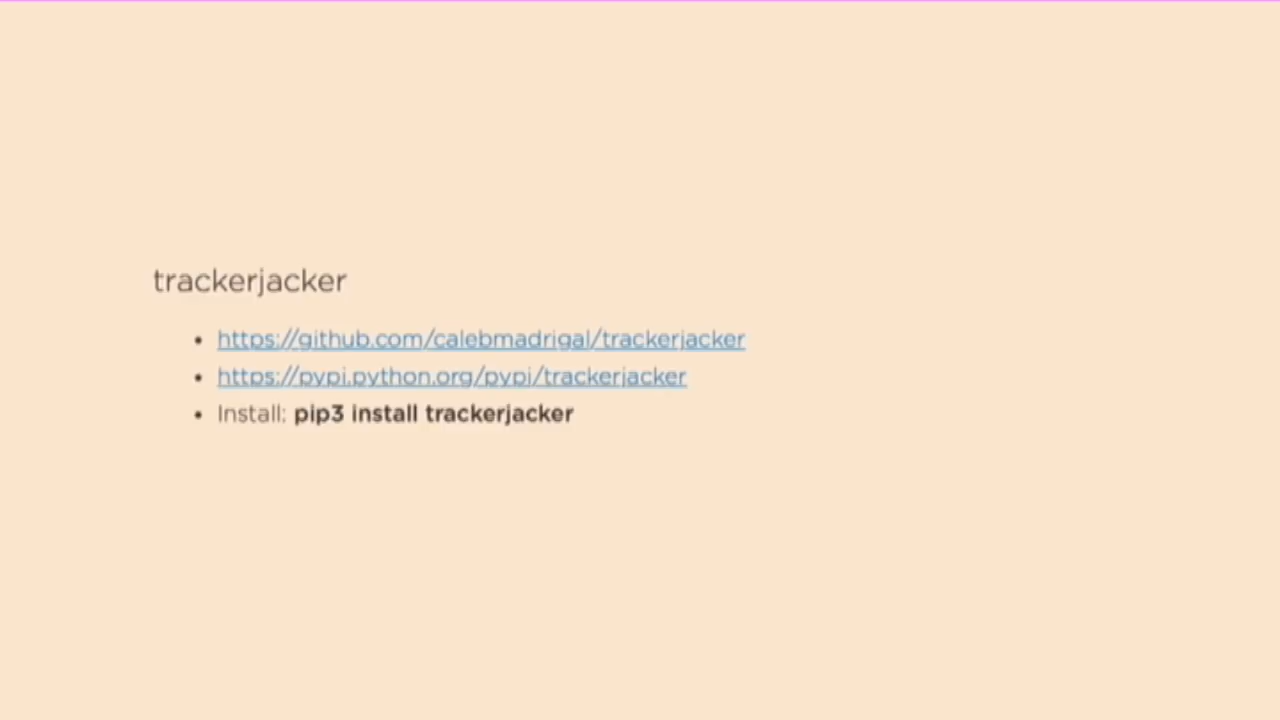 trackerjacker
• https://github.com/calebmadrigal/trackerjacker
• https://pypi.python.org/pypi/trackerjacker
• Install: pip3 install trackerjacker